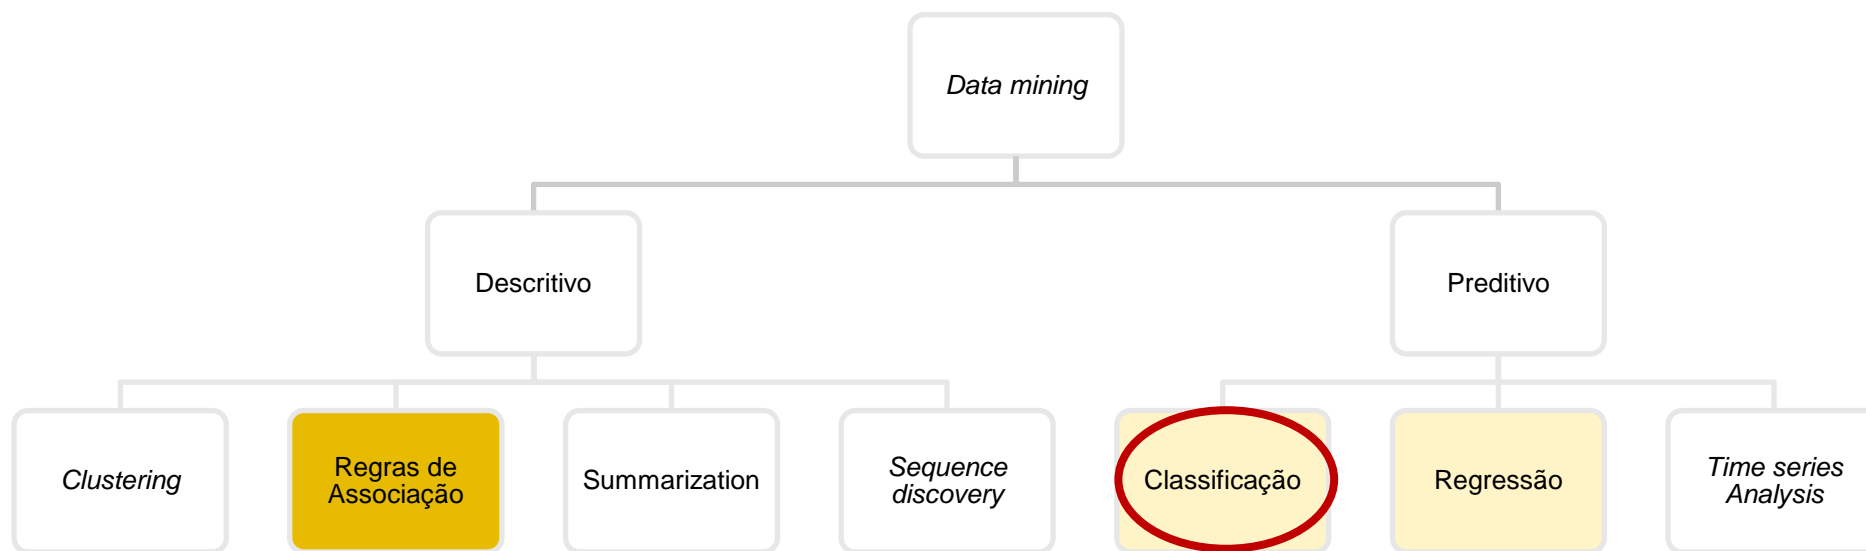 Data mining
Descritivo
Preditivo
Clustering
Regras de
Associação
Summarization
Sequence
discovery
Classificação
Regressão
Time series
Analysis